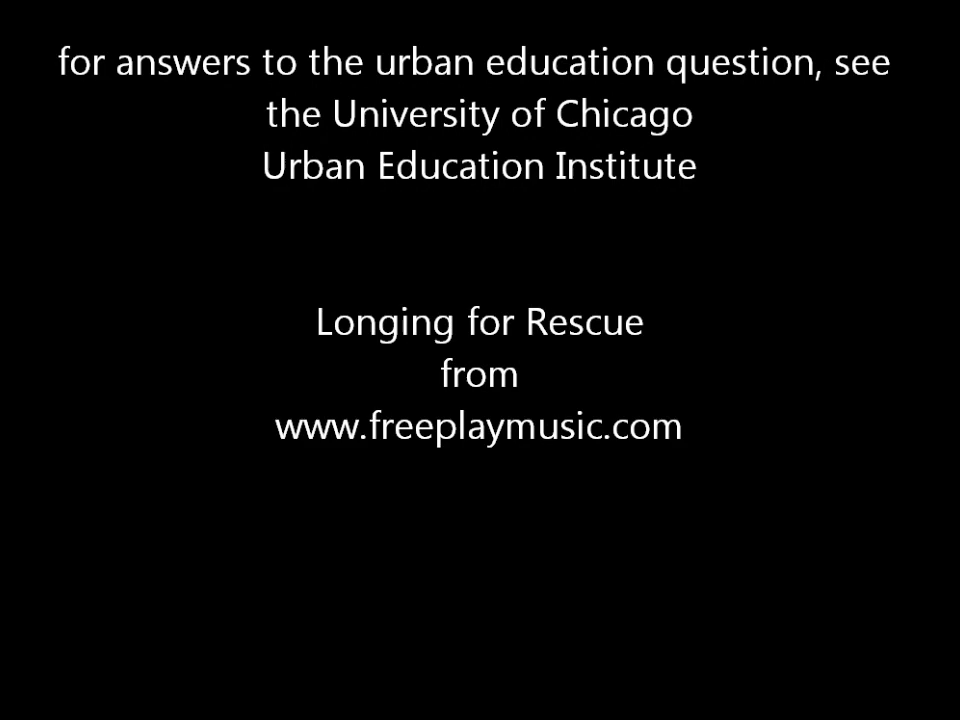 for answers to the urban education question, see
the University of Chicago
Urban Education Institute
Longing for Rescue
from
www.freeplaymusic.com